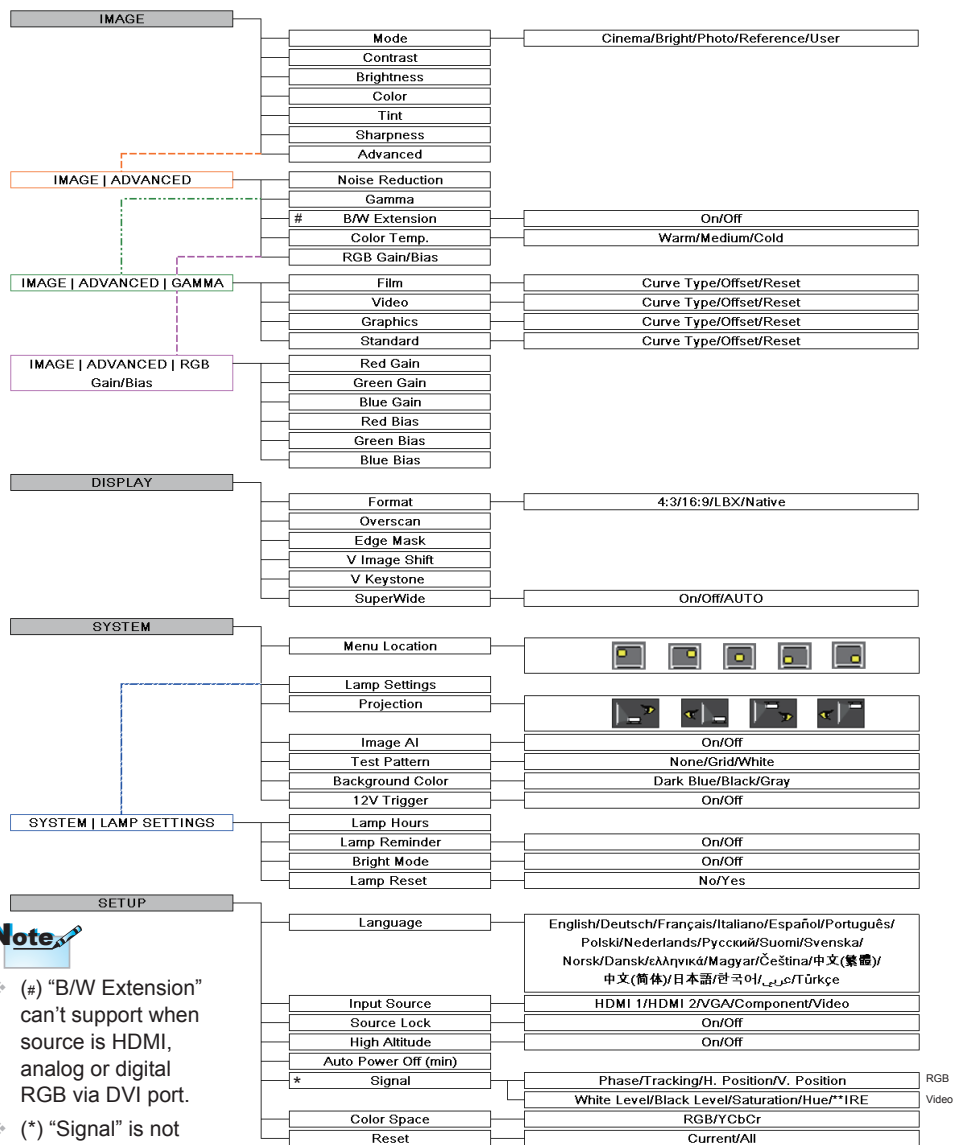 IMAGE
Mode Cinema/Bright/Photo/Reference/User
Contrast
Brightness
Color
Tint
Sharpness
Advanced
IMAGE | ADVANCED Noise Reduction
Gamma
# B/W Extension On/Off
Color Temp. Warm/Medium/Cold
RGB Gain/Bias
IMAGE | ADVANCED | GAMMA Film Curve Type/Offset/Reset
Video Curve Type/Offset/Reset
Graphics Curve Type/Offset/Reset
Standard Curve Type/Offset/Reset
IMAGE | ADVANCED | RGB
Gain/Bias
Red Gain
Green Gain
Blue Gain
Red Bias
Green Bias
Blue Bias
DISPLAY
Format 4:3/16:9/LBX/Native
Overscan
Edge Mask
V Image Shift
V Keystone
SuperWide On/Off/AUTO
SYSTEM
Menu Location
Lamp Settings
Projection
Image AI On/Off
Test Pattern None/Grid/White
Background Color Dark Blue/Black/Gray
12V Trigger On/Off
SYSTEM | LAMP SETTINGS Lamp Hours
Lamp Reminder On/Off
Bright Mode On/Off
Lamp Reset No/Yes
SETUP
Language
English/Deutsch/Français/Italiano/Español/Português/
Polski/Nederlands/Русский/Suomi/Svenska/
Norsk/Dansk/ελληνικά/Magyar/Čeština/中文(繁體)/
中文(简体)/日本語/한국어/عربي/Türkçe
Input Source HDMI 1/HDMI 2/VGA/Component/Video
Source Lock On/Off
High Altitude On/Off
Auto Power Off (min)
* Signal Phase/Tracking/H. Position/V. Position RGB
White Level/Black Level/Saturation/Hue/**IRE Video
Color Space RGB/YCbCr
Reset Current/All
Note
(#) “B/W Extension”
can’t support when
source is HDMI,
analog or digital
RGB via DVI port.
(*) “Signal” is not